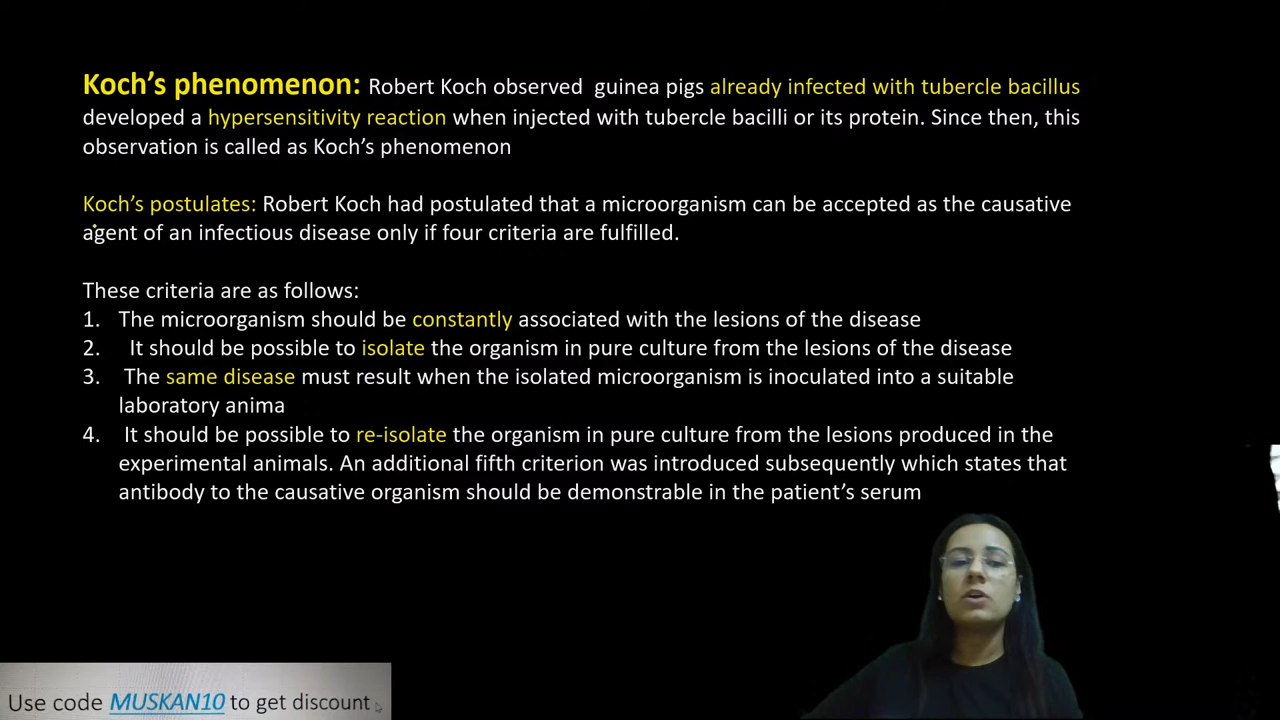 Koch's phenomenon: Robert Koch observed guinea pigs already infected with tubercle bacillus
developed a hypersensitivity reaction when injected with tubercle bacilli or its protein. Since then, this
observation is called as Koch's phenomenon
Koch's postulates: Robert Koch had postulated that a microorganism can be accepted as the causative
agent of an infectious disease only if four criteria are fulfilled.
These criteria are as follows:
1. The microorganism should be constantly associated with the lesions of the disease
2. It should be possible to isolate the organism in pure culture from the lesions of the disease
3. The same disease must result when the isolated microorganism is inoculated into a suitable
laboratory anima
4. It should be possible to re-isolate the organism in pure culture from the lesions produced in the
experimental animals. An additional fifth criterion was introduced subsequently which states that
antibody to the causative organism should be demonstrable in the patient's serum
Use code MUSKAN10 to get discount